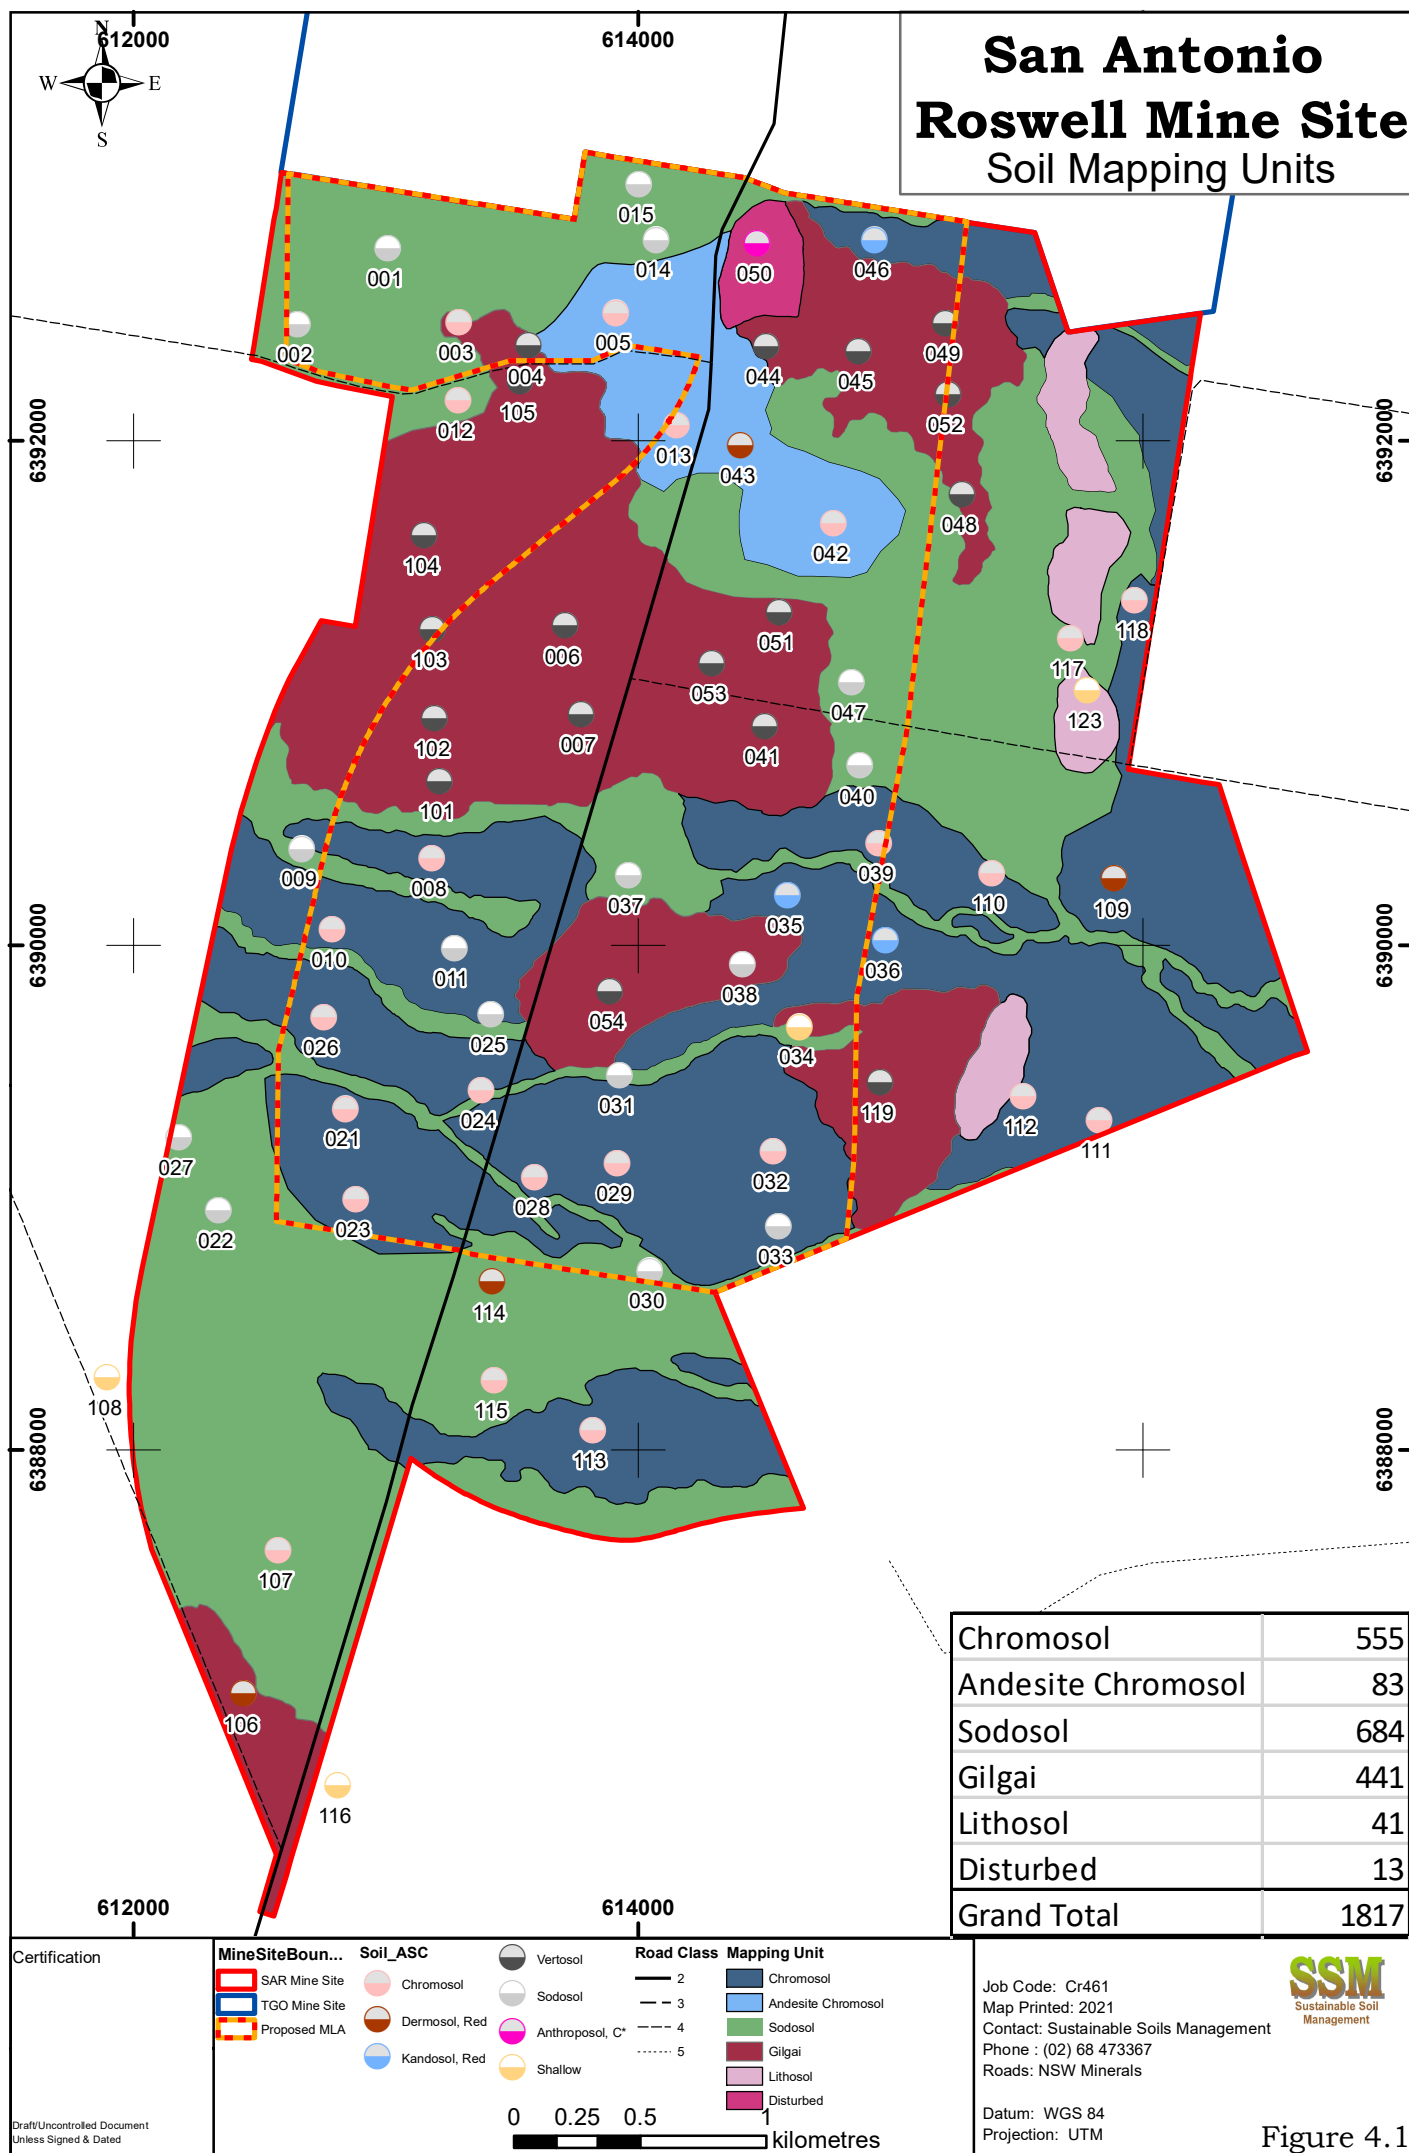 San Antonio
Roswell Mine Site
Soil Mapping Units
N
W E
S
612000
614000
015
014
001
050
046
002
003
005
004
049
044
045
105
012
052
6392000
6392000
013
043
048
042
104
118
051
103
006
117
053
047
123
102
007
041
101
040
009
008
039
110
109
037
035
010
011
036
6390000
6390000
038
054
026
025
034
031
024
021
119
112
111
027
029
032
028
022
023
033
030
114
108
115
113
6388000
6388000
107
106
116
Chromosol 555
Andesite Chromosol 83
Sodosol 684
Gilgai 441
Lithosol 41
Disturbed 13
Grand Total 1817
612000
614000
Certification
Draft/Uncontrolled Document
Unless Signed & Dated
MineSiteBoun...
SAR Mine Site
TGO Mine Site
Proposed MLA
Soil_ASC
Chromosol
Dermosol, Red
Kandosol, Red
Vertosol
Sodosol
Anthroposol, C*
Shallow
Road Class
2
3
4
5
Mapping Unit
Chromosol
Andesite Chromosol
Sodosol
Gilgai
Lithosol
Disturbed
0 0.25 0.5 1
kilometres
Job Code: Cr461
Map Printed: 2021
Contact: Sustainable Soils Management
Phone : (02) 68 473367
Roads: NSW Minerals
Datum: WGS 84
Projection: UTM
SSM
Sustainable Soil
Management
Figure 4.1